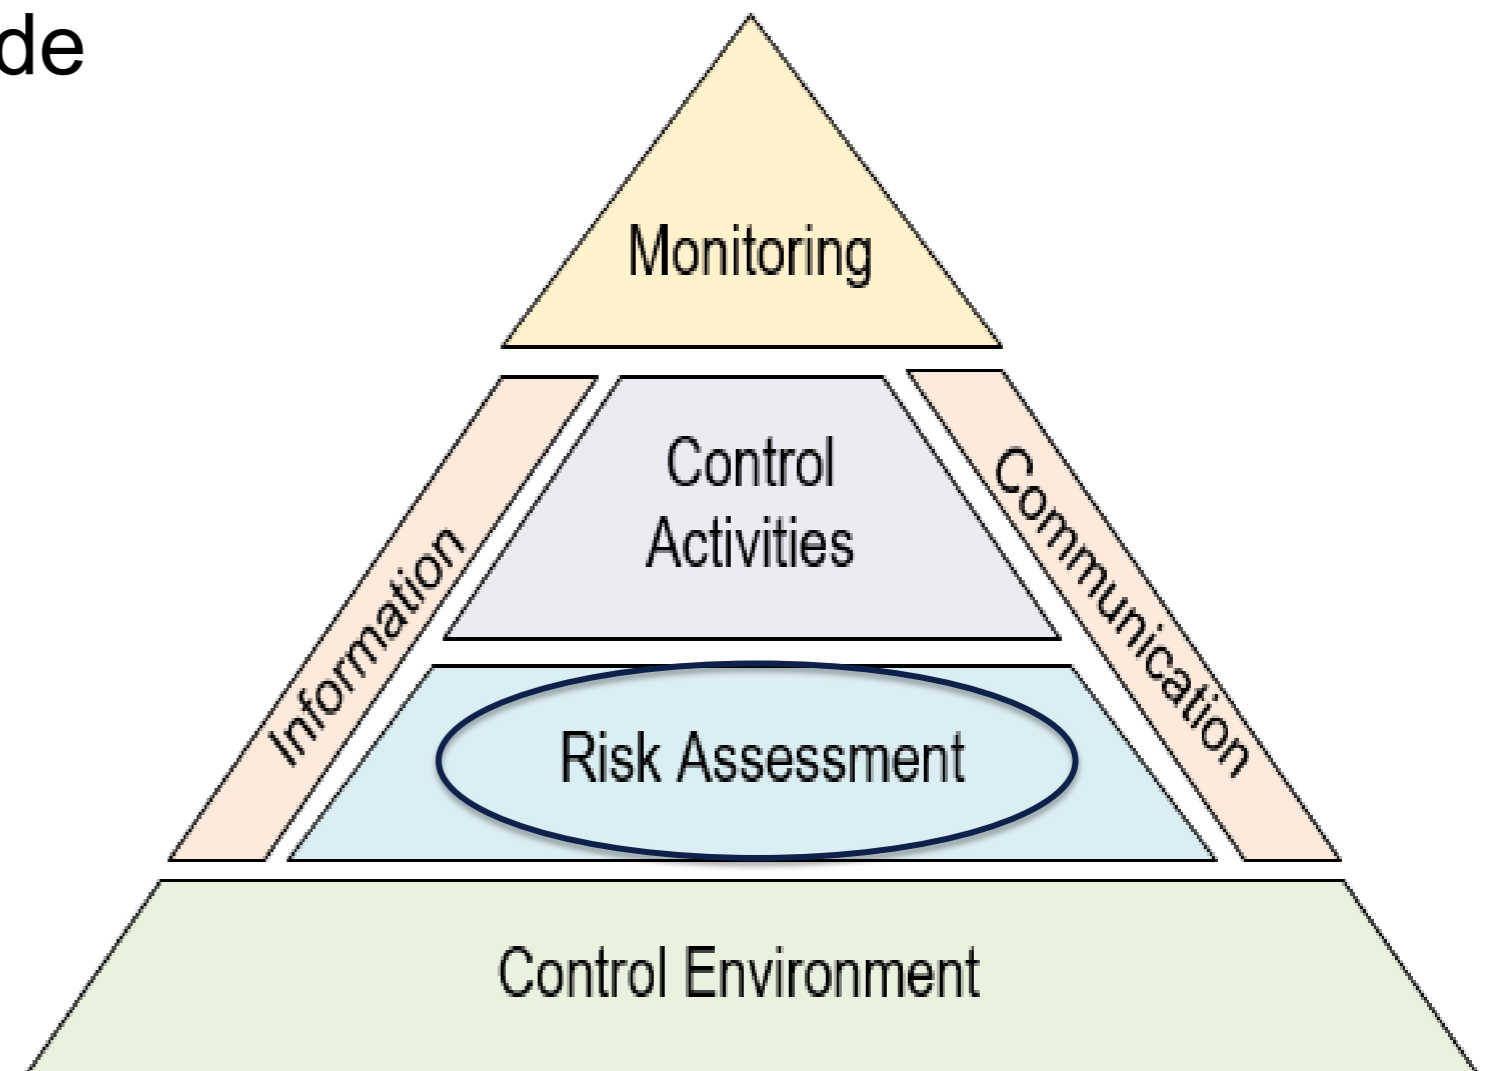 de
Monitoring
Control
Activities
Information
Communication
Risk Assessment
Control Environment